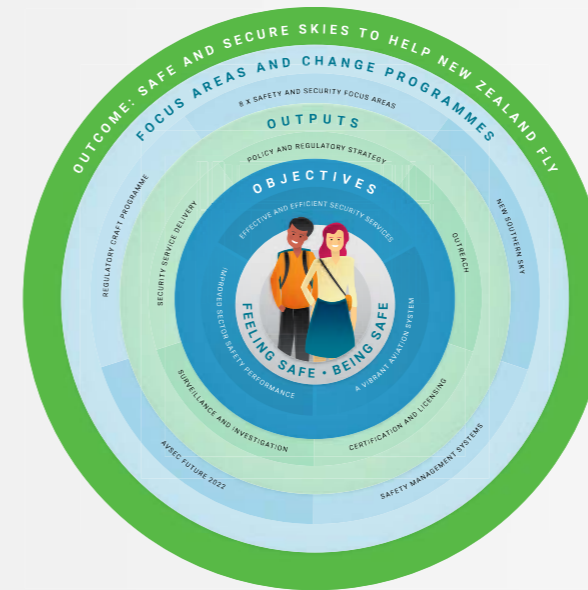 OUTCOME: SAFE AND SECURE SKIES TO HELP NEW ZEALAND FLY
FOCUS AREAS AND CHANGE PROGRAMMES
8 X SAFETY AND SECURITY FOCUS AREAS
NEW SOUTHERN SKY
SAFETY MANAGEMENT SYSTEMS
AVSEC FUTURE 2022
REGULATORY CRAFT PROGRAMME
OUTPUTS
POLICY AND REGULATORY STRATEGY
OUTREACH
CERTIFICATION AND LICENSING
SURVEILLANCE AND INVESTIGATION
SECURITY SERVICE DELIVERY
OBJECTIVES
EFFECTIVE AND EFFICIENT SECURITY SERVICES
A VIBRANT AVIATION SYSTEM
IMPROVED SECTOR SAFETY PERFORMANCE
FEELING SAFE • BEING SAFE